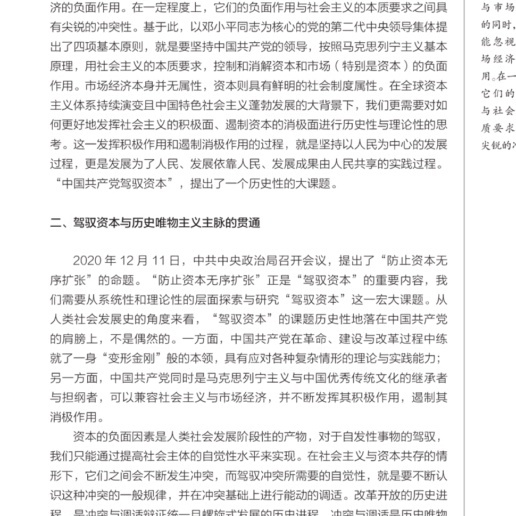 济的负面作用。在一定程度上，它们的负面作用与社会主义的本质要求之间具
有尖锐的冲突性。基于此，以邓小平同志为核心的党的第二代中央领导集体提
出了四项基本原则，就是要坚持中国共产党的领导，按照马克思列宁主义基本
原理，用社会主义的本质要求，控制和消解资本和市场（特别是资本）的负面
作用。市场经济本身并无属性，资本则具有鲜明的社会制度属性。在全球资本
主义体系持续演变且中国特色社会主义蓬勃发展的大背景下，我们更需要对如
何更好地发挥社会主义的积极面、遏制资本的消极面进行历史性与理论性的思
考。这一发挥积极作用和遏制消极作用的过程，就是坚持以人民为中心的发展
过程，更是发展为了人民、发展依靠人民、发展成果由人民共享的实践过程。
“中国共产党驾驭资本”，提出了一个历史性的大课题。
二、驾驭资本与历史唯物主义主脉的贯通
2020 年 12 月 11 日，中共中央政治局召开会议，提出了“防止资本无
序扩张”的命题。“防止资本无序扩张”正是“驾驭资本”的重要内容，我
们需要从系统性和理论性的层面探索与研究“驾驭资本”这一宏大课题。从
人类社会发展史的角度来看，“驾驭资本”的课题历史性地落在中国共产党
的肩膀上，不是偶然的。一方面，中国共产党在革命、建设与改革过程中练
就了一身“变形金刚”般的本领，具有应对各种复杂情形的理论与实践能力；
另一方面，中国共产党同时是马克思列宁主义与中国优秀传统文化的继承者
与担纲者，可以兼容社会主义与市场经济，并不断发挥其积极作用，遏制其
消极作用。
资本的负面因素是人类社会发展阶段性的产物，对于自发性事物的驾驭，
我们只能通过提高社会主体的自觉性水平来实现。在社会主义与资本共存的情
形下，它们之间会不断发生冲突，而驾驭冲突所需要的自觉性，就是要不断认
识这种冲突的一般规律，并在冲突基础上进行能动的调适。改革开放的历史进
程，是冲突与调适辩证统一且螺旋式发展的历史进程，冲突与调适是历史唯物
与市场
的同时，
能忽视
场经济
用。在一
它们的
与社会
质要求
尖锐的冲